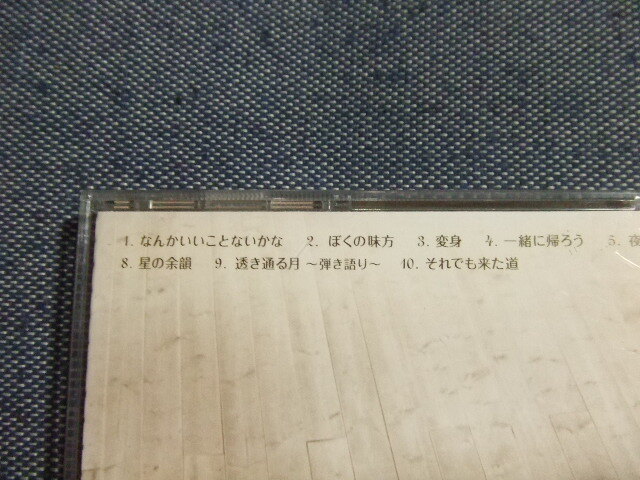 1. なんかいいことないかな 2. ぼくの味方 3. 変身 4. 一緒に帰ろう 5. 夜
8. 星の余韻 9. 透き通る月 〜弾き語り〜 10. それでも来た道